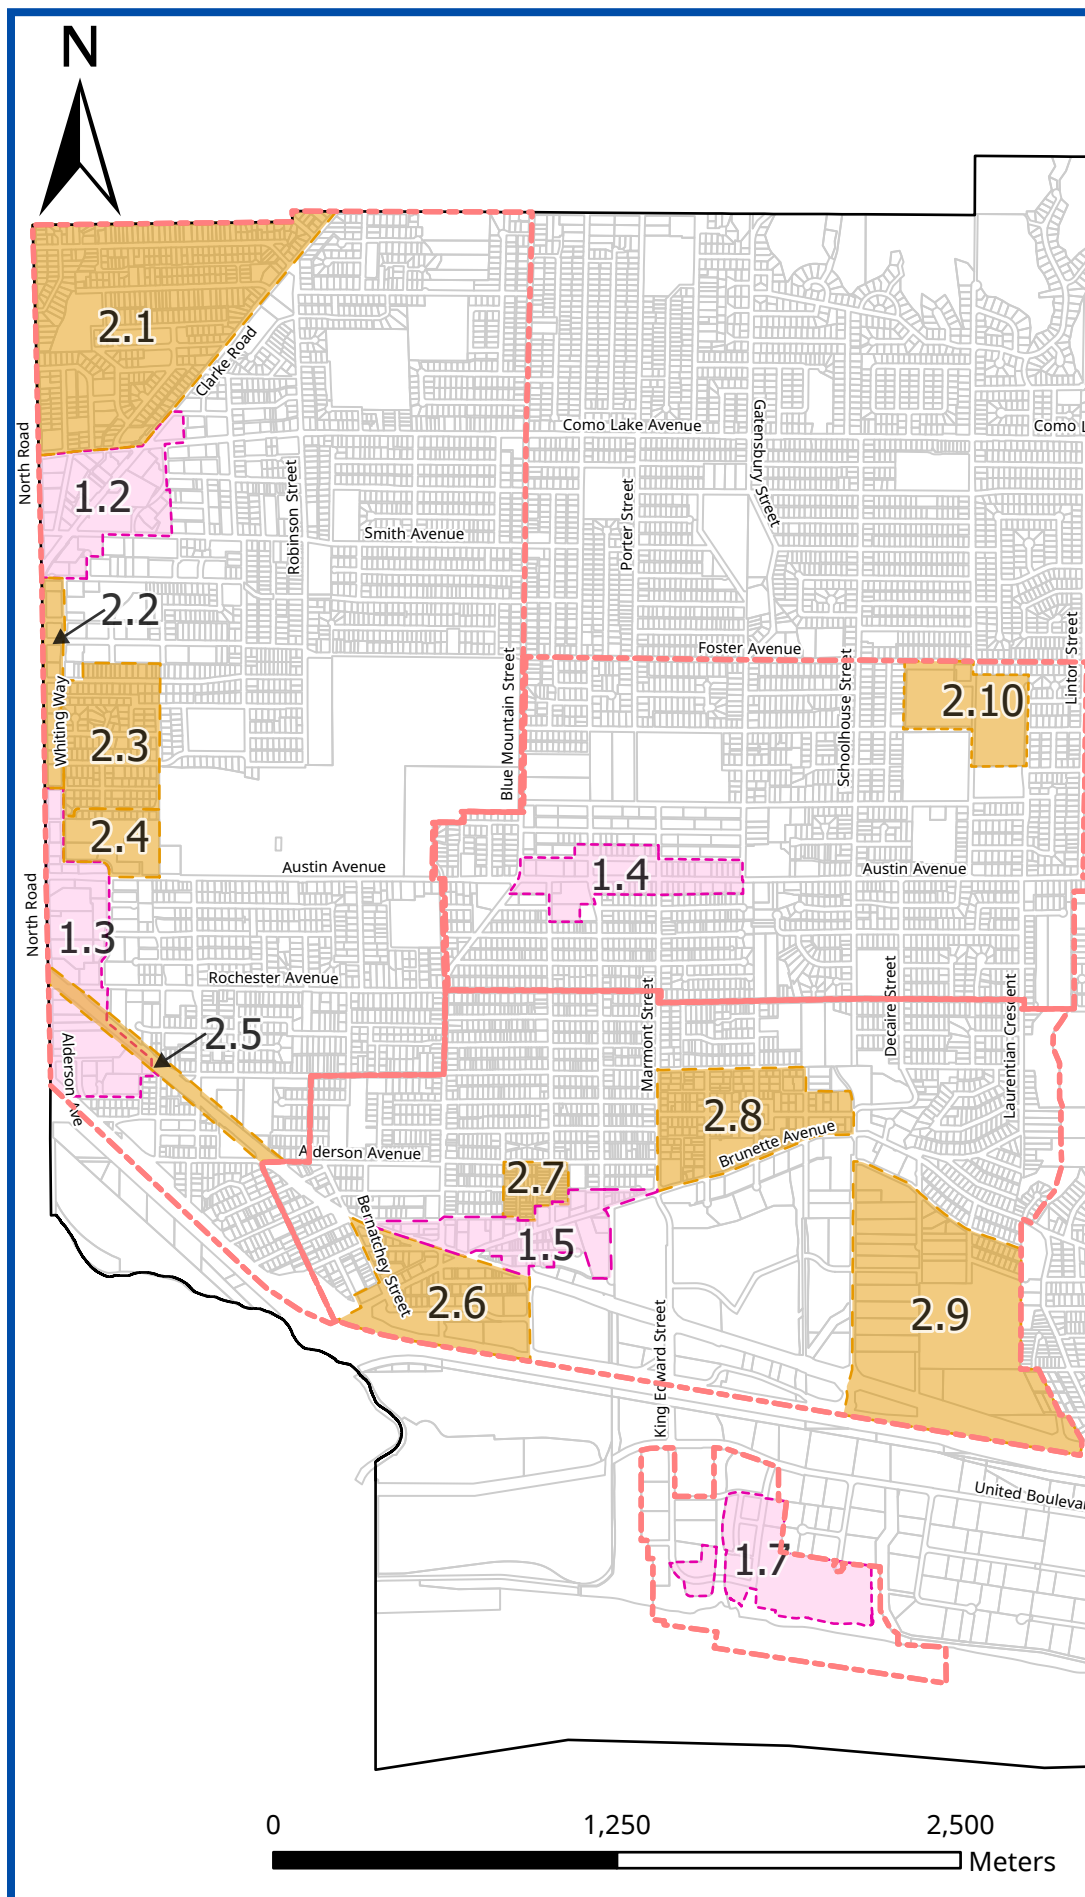 N
2.1
Clarke Road
Como Lake Avenue
Como L
North Road
1.2
Robinson Street
Smith Avenue
Porter Street
Gatensbury Street
2.2
Foster Avenue
Linton Street
Whiting Way
2.3
Blue Mountain Street
Schoolhouse Street
2.10
2.4
Austin Avenue
1.4
Austin Avenue
North Road
1.3
Rochester Avenue
Marmont Street
Decaire Street
Laurentian Crescent
2.5
Alderson Ave
2.8
Brunette Avenue
Alderson Avenue
2.7
Bernatchey Street
1.5
2.6
2.9
King Edward Street
United Boulevar
1.7
0
1,250
2,500
Meters